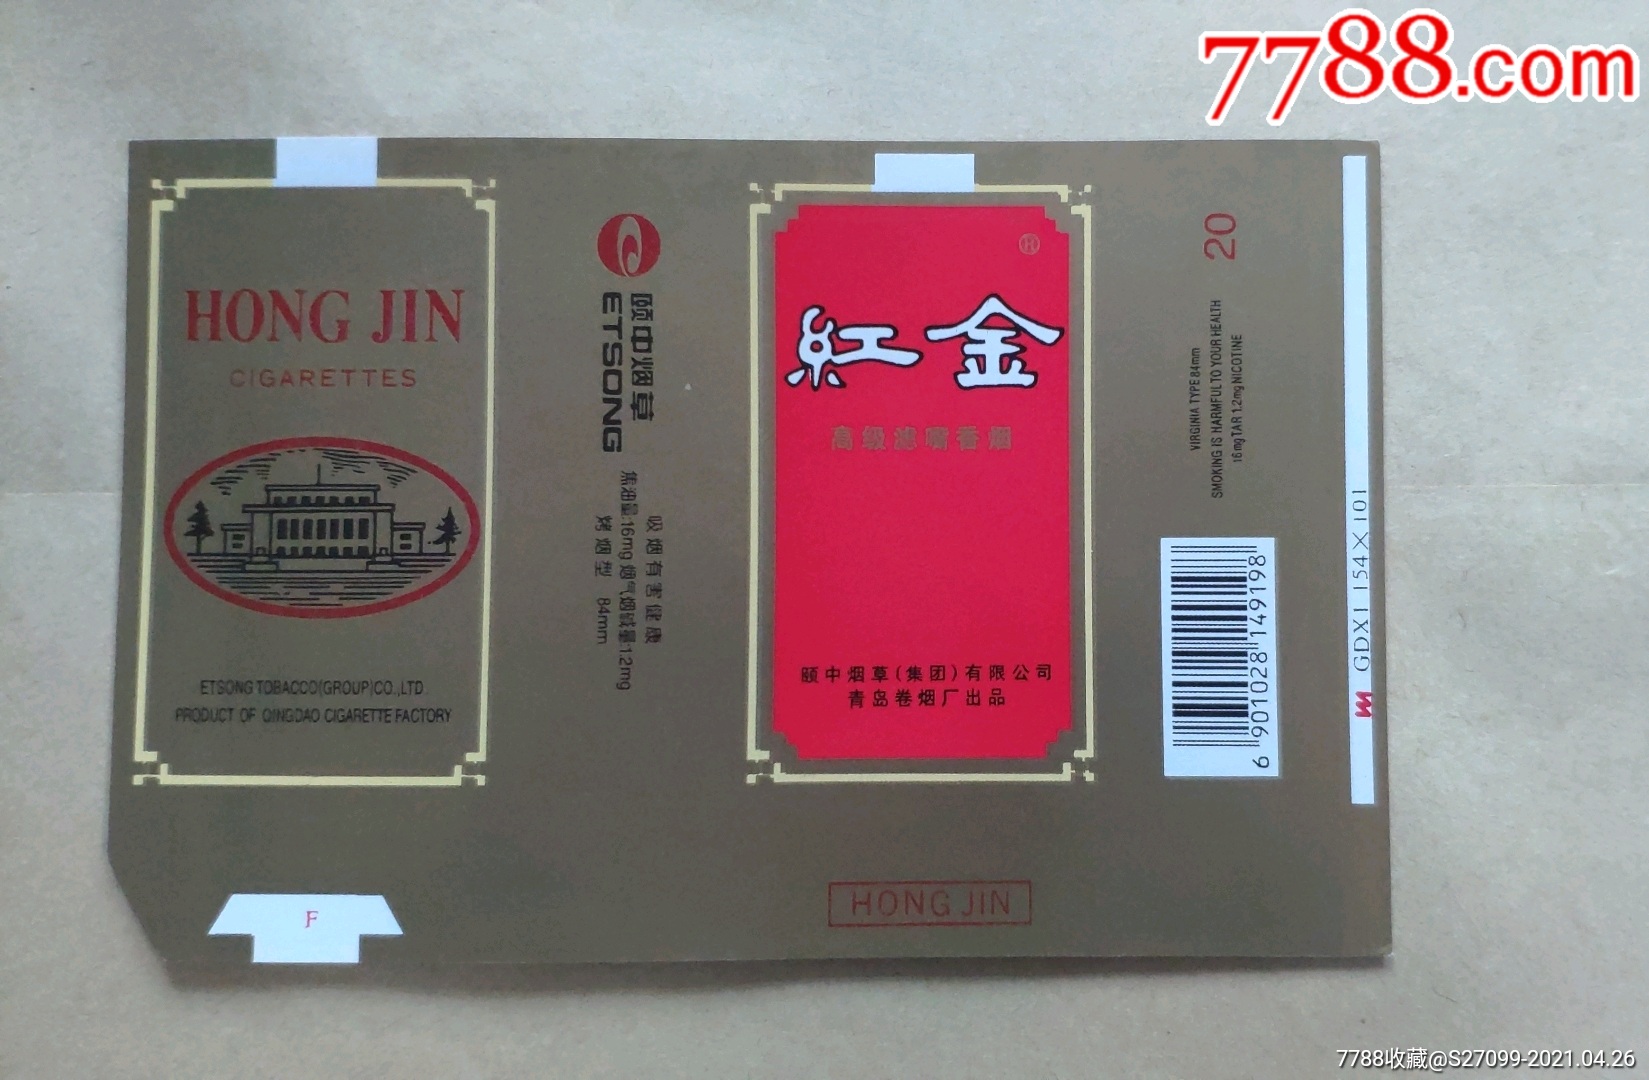 7788.com
HONG JIN
CIGARETTES
ETSONG TOBACCO(GROUP)CO.,LTD
PRODUCT OF QINGDAO CIGARETTE FACTORY
F
颐中烟草
ETSONG
吸烟有害健康
焦油量:16mg 烟气烟碱量:1.2mg
烤烟型 84mm
®
紅金
高级滤嘴香烟
颐中烟草(集团)有限公司
青岛卷烟厂出品
HONG JIN
20
VIRGINIA TYPE 84mm
SMOKING IS HARMFUL TO YOUR HEALTH
16mg TAR 1.2mg NICOTINE
6 901028 149198
GDX1 154×101
7788收藏@S27099-2021.04.26